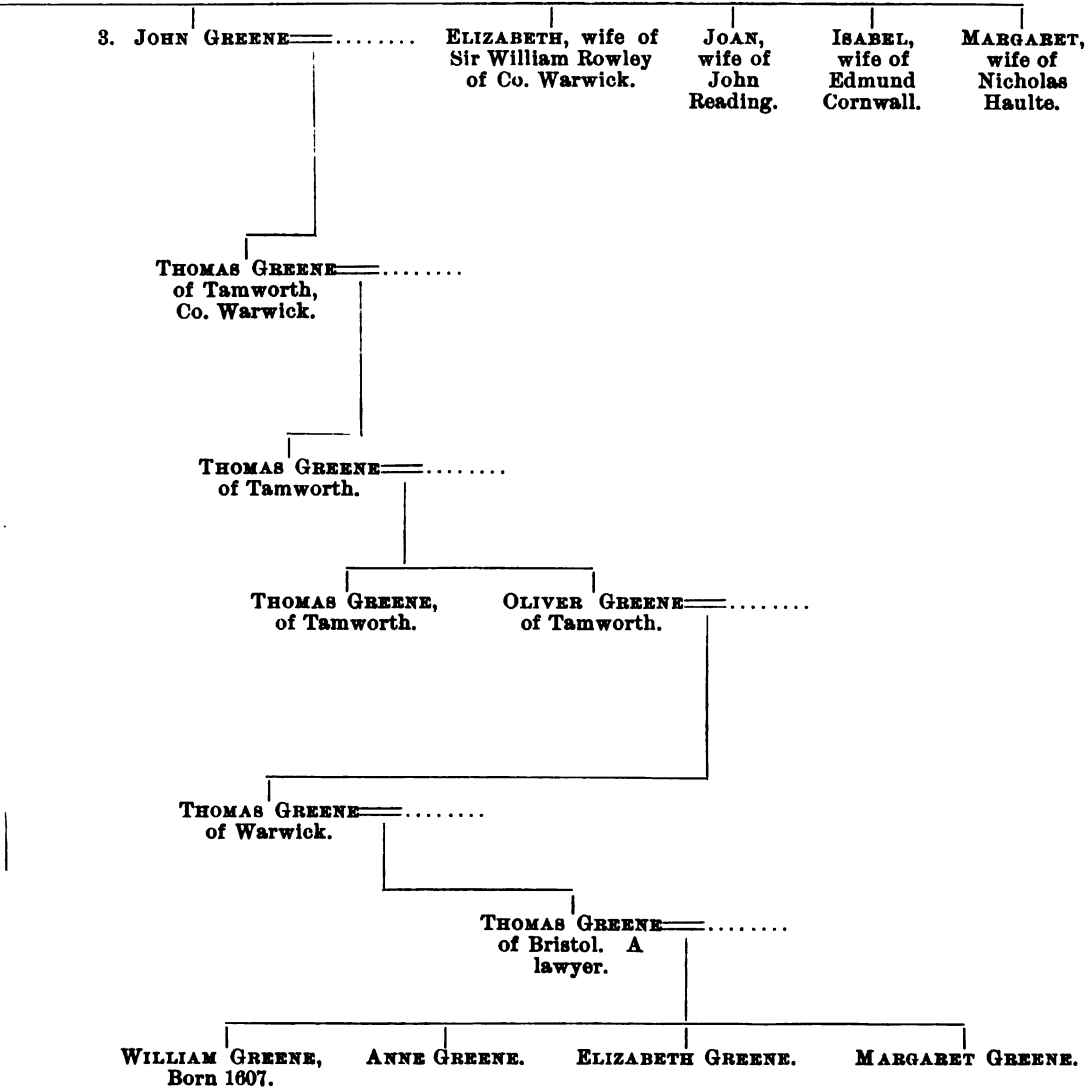 3. JOHN GREENE ........
ELIZABETH, wife of
Sir William Rowley
of Co. Warwick.
JOAN,
wife of
John
Reading.
ISABEL,
wife of
Edmund
Cornwall.
MARGARET,
wife of
Nicholas
Haulte.
THOMAS GREENE ........
of Tamworth,
Co. Warwick.
THOMAS GREENE ........
of Tamworth.
THOMAS GREENE,
of Tamworth.
OLIVER GREENE ........
of Tamworth.
THOMAS GREENE ........
of Warwick.
THOMAS GREENE ........
of Bristol. A
lawyer.
WILLIAM GREENE,
Born 1607.
ANNE GREENE.
ELIZABETH GREENE.
MARGARET GREENE.